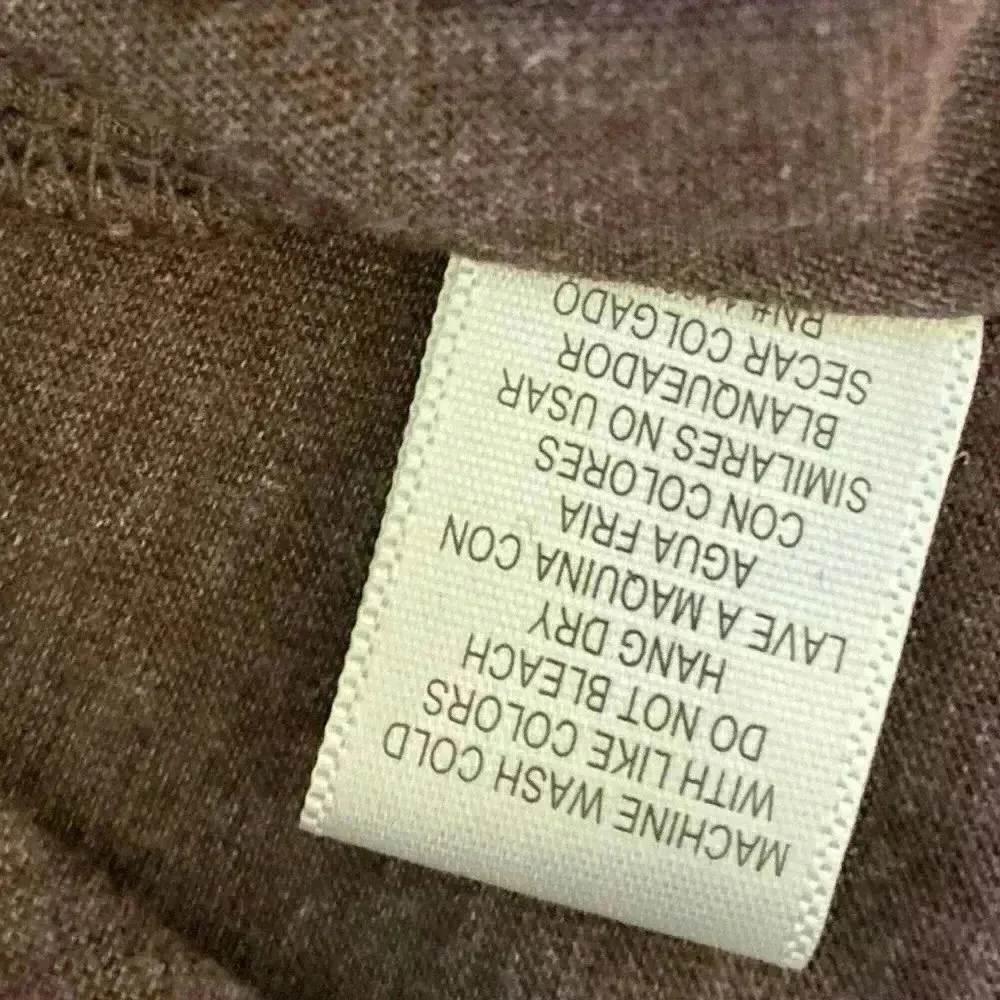 MACHINE WASH COLD
WITH LIKE COLORS
DO NOT BLEACH
HANG DRY
LAVE A MAQUINA CON
AGUA FRIA
CON COLORES
SIMILARES NO USAR
BLANQUEADOR
SECAR COLGADO
RN#